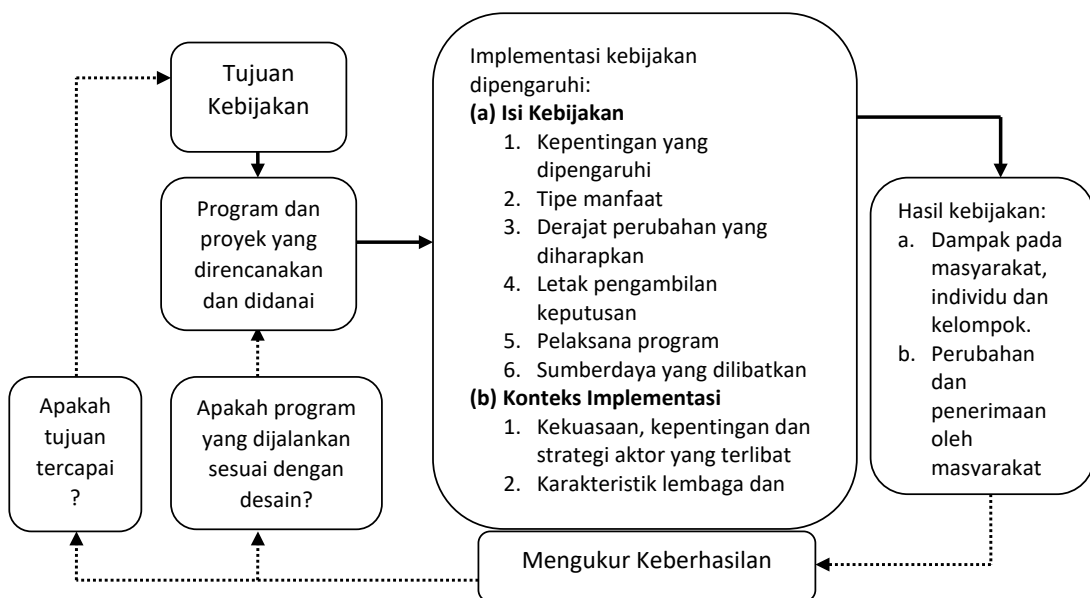 Tujuan
Kebijakan
Program dan
proyek yang
direncanakan
dan didanai
Implementasi kebijakan
dipengaruhi:
(a) Isi Kebijakan
1. Kepentingan yang
dipengaruhi
2. Tipe manfaat
3. Derajat perubahan yang
diharapkan
4. Letak pengambilan
keputusan
5. Pelaksana program
6. Sumberdaya yang dilibatkan
(b) Konteks Implementasi
1. Kekuasaan, kepentingan dan
strategi aktor yang terlibat
2. Karakteristik lembaga dan
Hasil kebijakan:
a. Dampak pada
masyarakat,
individu dan
kelompok.
b. Perubahan
dan
penerimaan
oleh
masyarakat
Apakah
tujuan
tercapai
?
Apakah program
yang dijalankan
sesuai dengan
desain?
Mengukur Keberhasilan